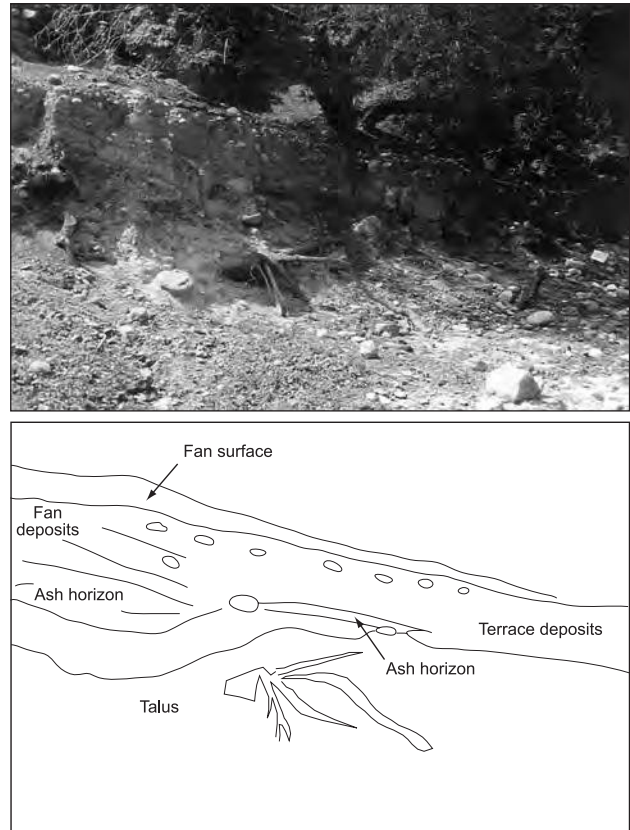 Fan surface
Fan
deposits
Ash horizon
Terrace deposits
Ash horizon
Talus